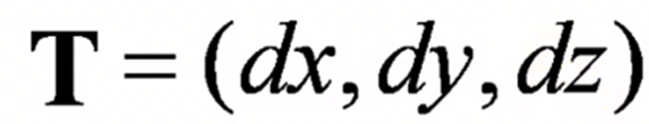 T = (dx, dy, dz)